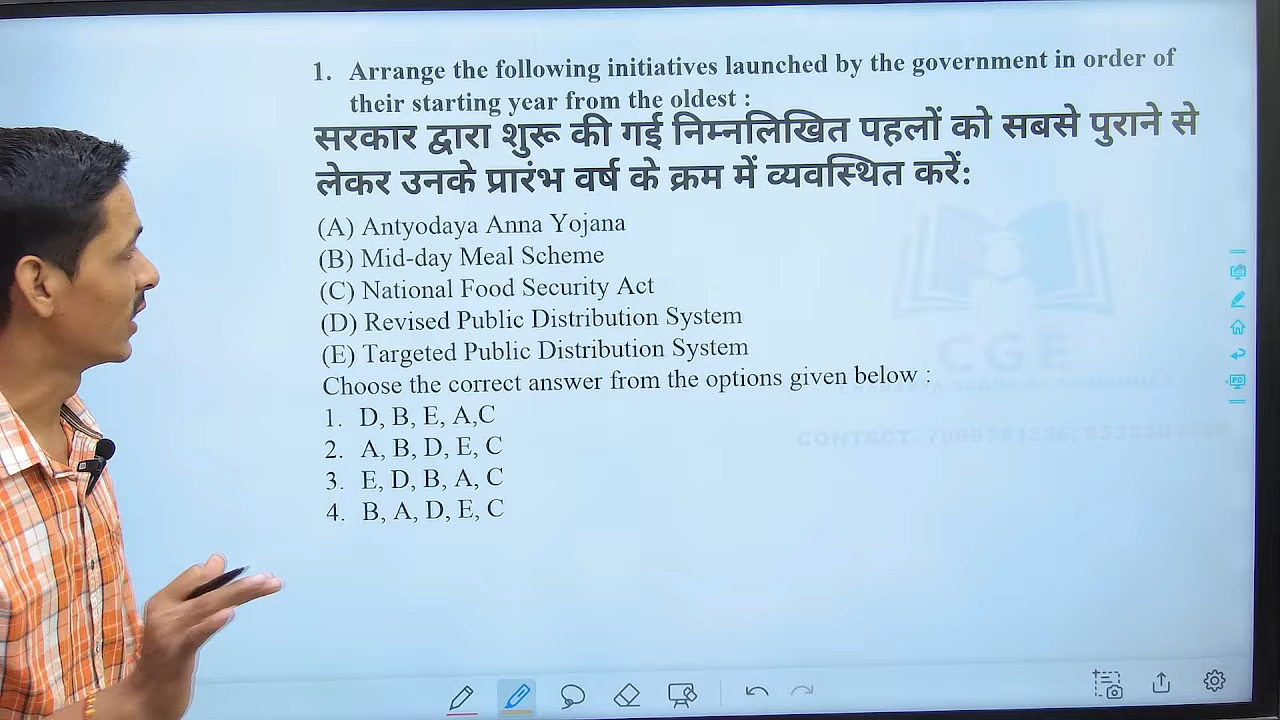 1. Arrange the following initiatives launched by the government in order of
their starting year from the oldest :
सरकार द्वारा शुरू की गई निम्नलिखित पहलों को सबसे पुराने से
लेकर उनके प्रारंभ वर्ष के क्रम में व्यवस्थित करें:
(A) Antyodaya Anna Yojana
(B) Mid-day Meal Scheme
(C) National Food Security Act
(D) Revised Public Distribution System
(E) Targeted Public Distribution System
Choose the correct answer from the options given below :
1. D, B, E, A,C
2. A, B, D, E, C
3. E, D, B, A, C
4. B, A, D, E, C
CGE